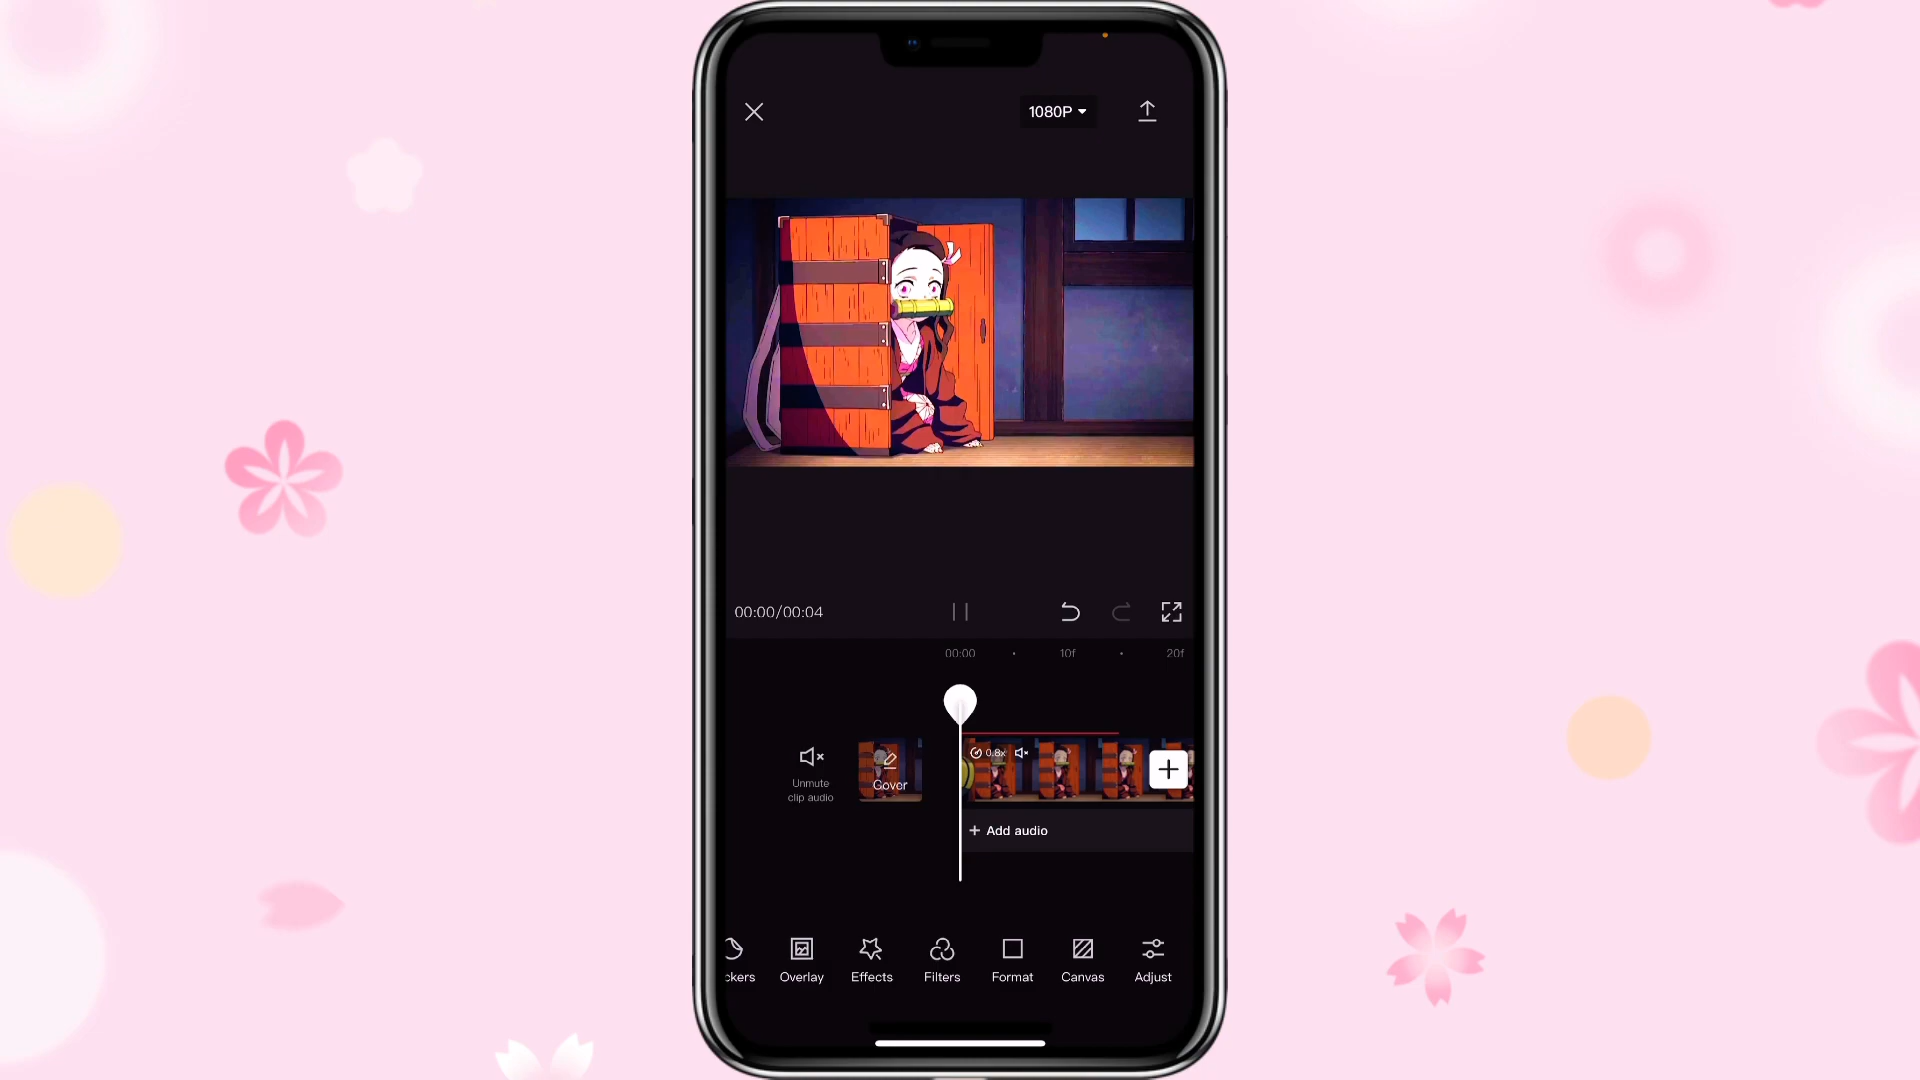 1080P
00:00/00:04
00:00
10f
20f
0.8x
Unmute
clip audio
Cover
+ Add audio
ckers
Overlay
Effects
Filters
Format
Canvas
Adjust